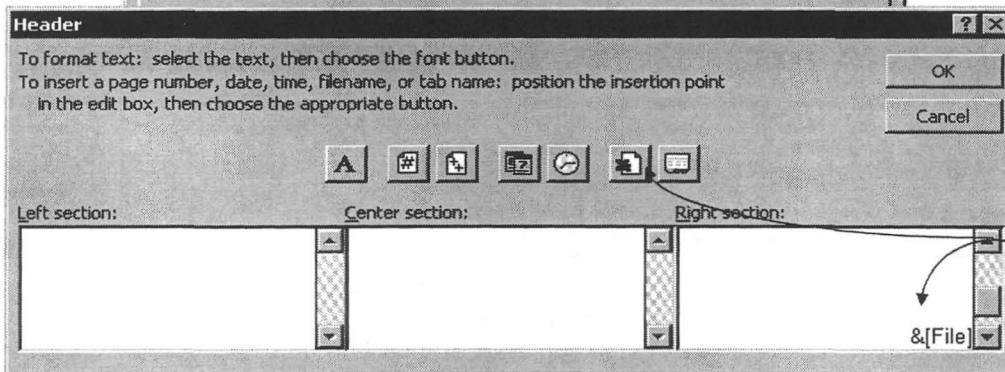 Header
To format text: select the text, then choose the font button.
To insert a page number, date, time, filename, or tab name: position the insertion point
in the edit box, then choose the appropriate button.
OK
Cancel
A
Left section:
Center section:
Right section:
&[File]